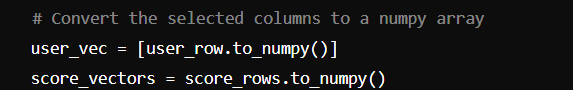 # Convert the selected columns to a numpy array
user_vec = [user_row.to_numpy()]
score_vectors = score_rows.to_numpy()